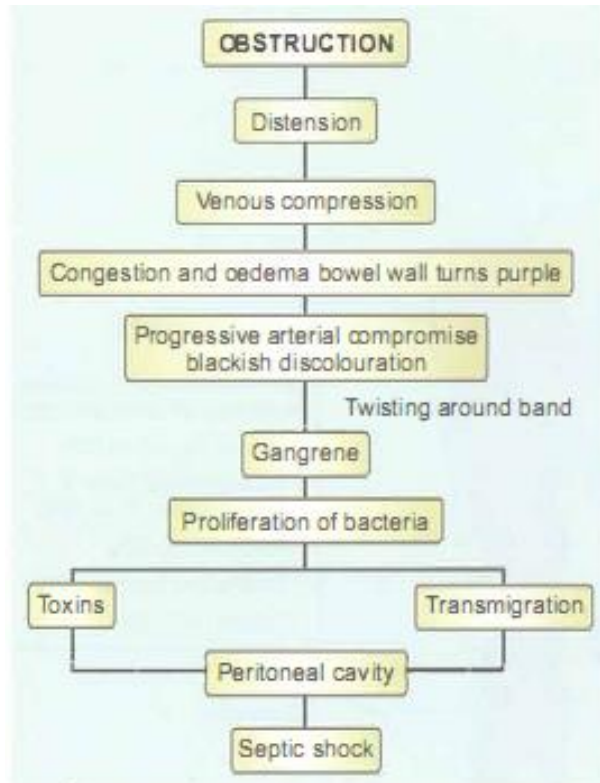 OBSTRUCTION
Distension
Venous compression
Congestion and oedema bowel wall turns purple
Progressive arterial compromise
blackish discolouration
Twisting around band
Gangrene
Proliferation of bacteria
Toxins
Transmigration
Peritoneal cavity
Septic shock